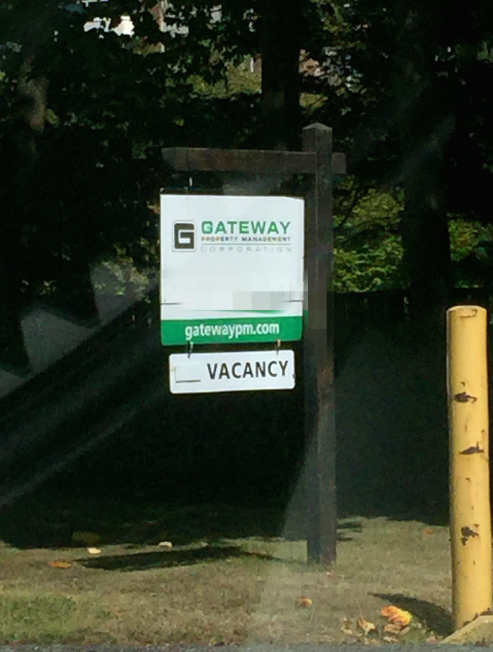 G GATEWAY
PROPERTY MANAGEMENT
CORPORATION
gatewaypm.com
VACANCY